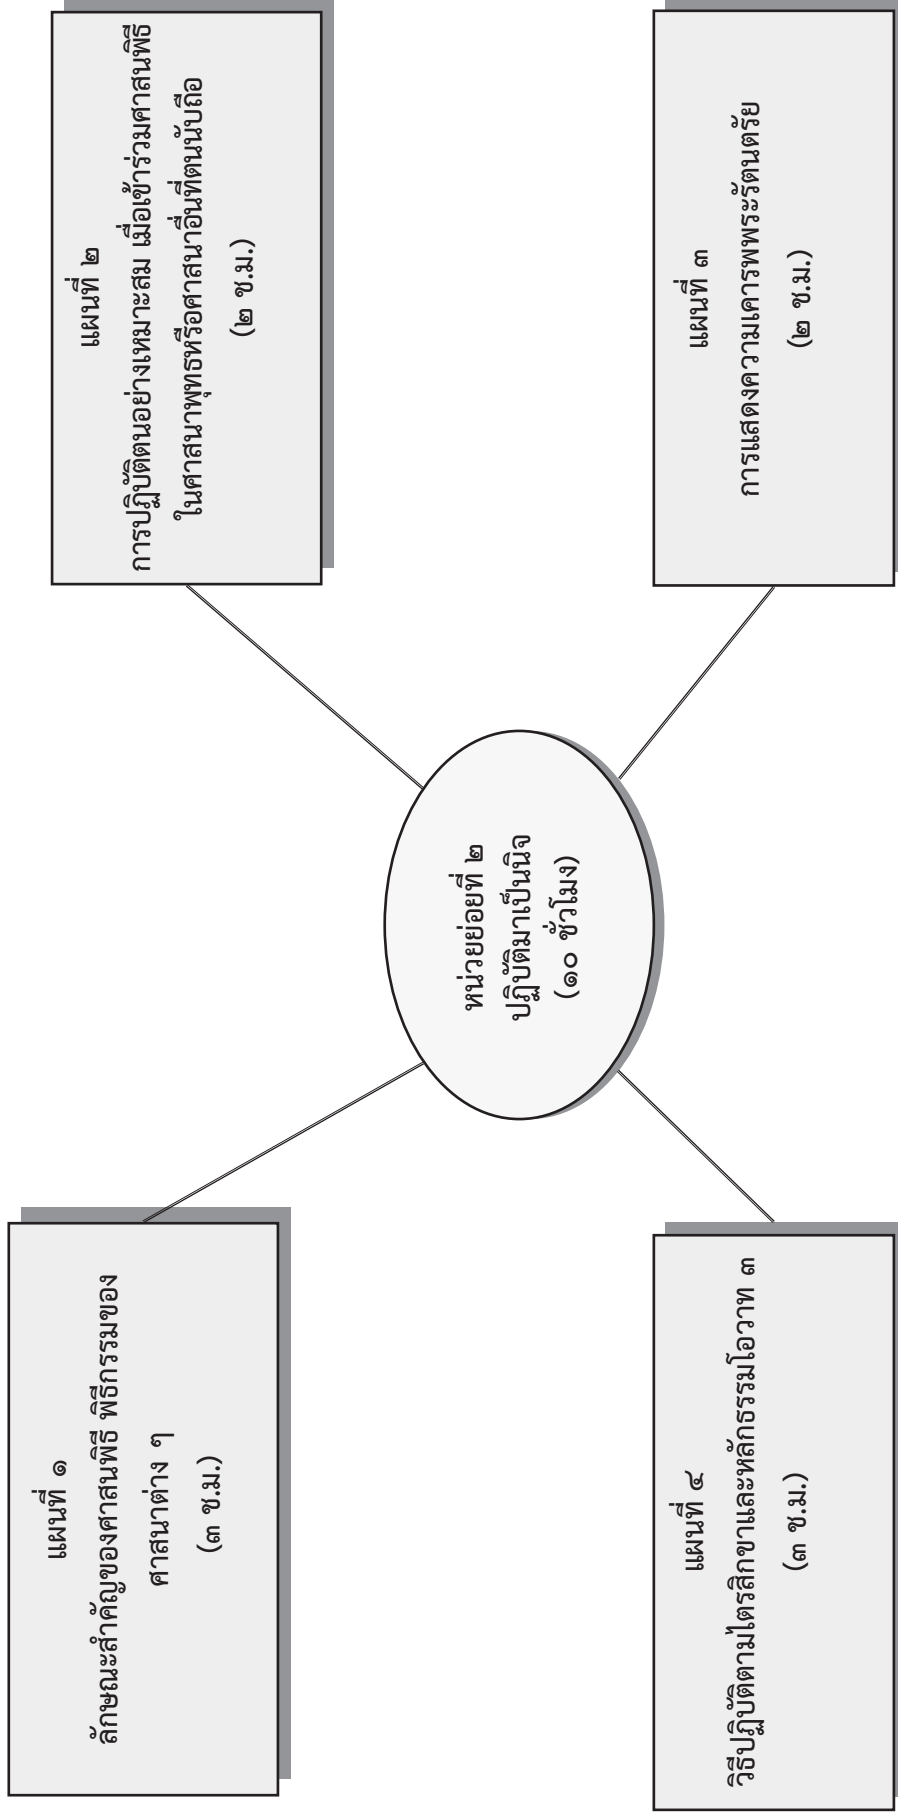 แผนที่ ๑
ลักษณะสำคัญของศาสนพิธี พิธีกรรมของ
ศาสนาต่าง ๆ
(๓ ช.ม.)
แผนที่ ๒
การปฏิบัติตนอย่างเหมาะสม เมื่อเข้าร่วมศาสนพิธี
ในศาสนาพุทธหรือศาสนาอื่นที่ตนนับถือ
(๒ ช.ม.)
หน่วยย่อยที่ ๒
ปฏิบัติมาเป็นนิจ
(๑๐ ชั่วโมง)
แผนที่ ๔
วิธีปฏิบัติตามไตรสิกขาและหลักธรรมโอวาท ๓
(๓ ช.ม.)
แผนที่ ๓
การแสดงความเคารพพระรัตนตรัย
(๒ ช.ม.)